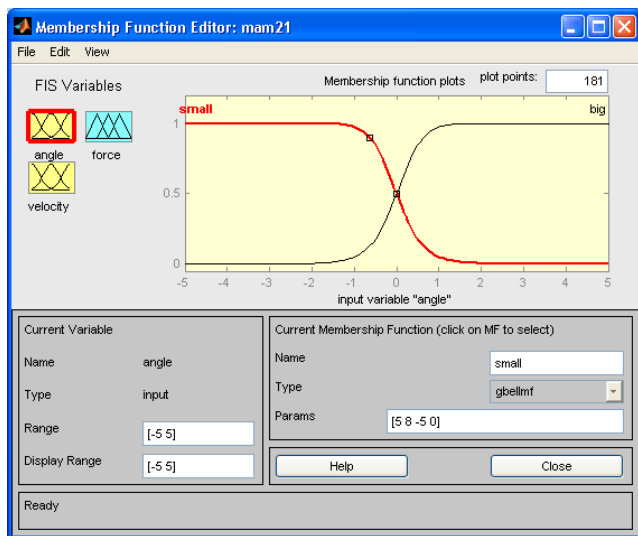 Membership Function Editor: mam21
File Edit View
FIS Variables
angle
force
velocity
Membership function plots plot points: 181
small big
1
0.5
0
-5 -4 -3 -2 -1 0 1 2 3 4 5
input variable "angle"
Current Variable
Name angle
Type input
Range [-5 5]
Display Range [-5 5]
Current Membership Function (click on MF to select)
Name small
Type gbellmf
Params [5 8 -5 0]
Help Close
Ready